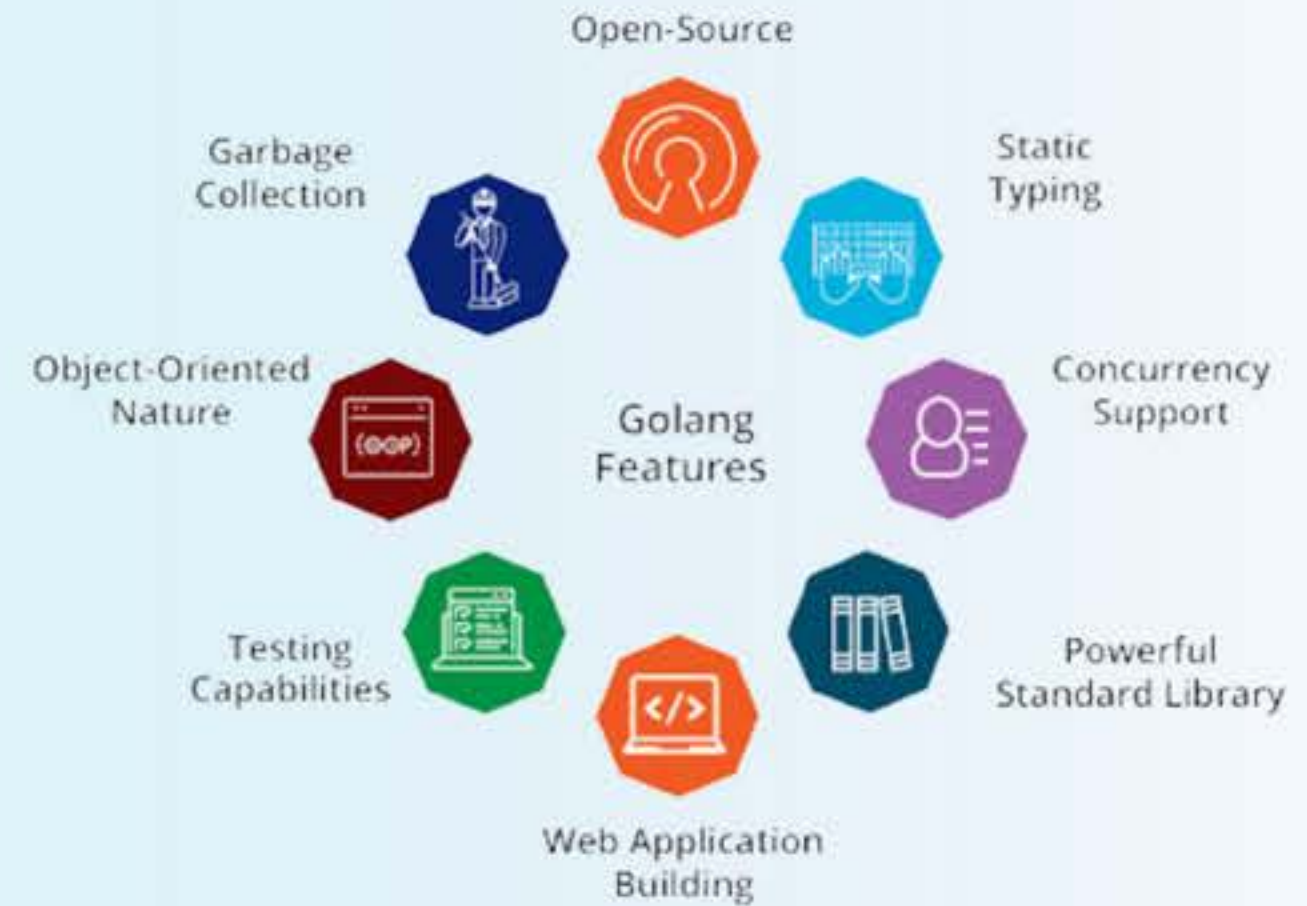 Open-Source
Garbage
Collection
Static
Typing
Object-Oriented
Nature
(OOP)
Golang
Features
Concurrency
Support
Testing
Capabilities
</>
Powerful
Standard Library
Web Application
Building